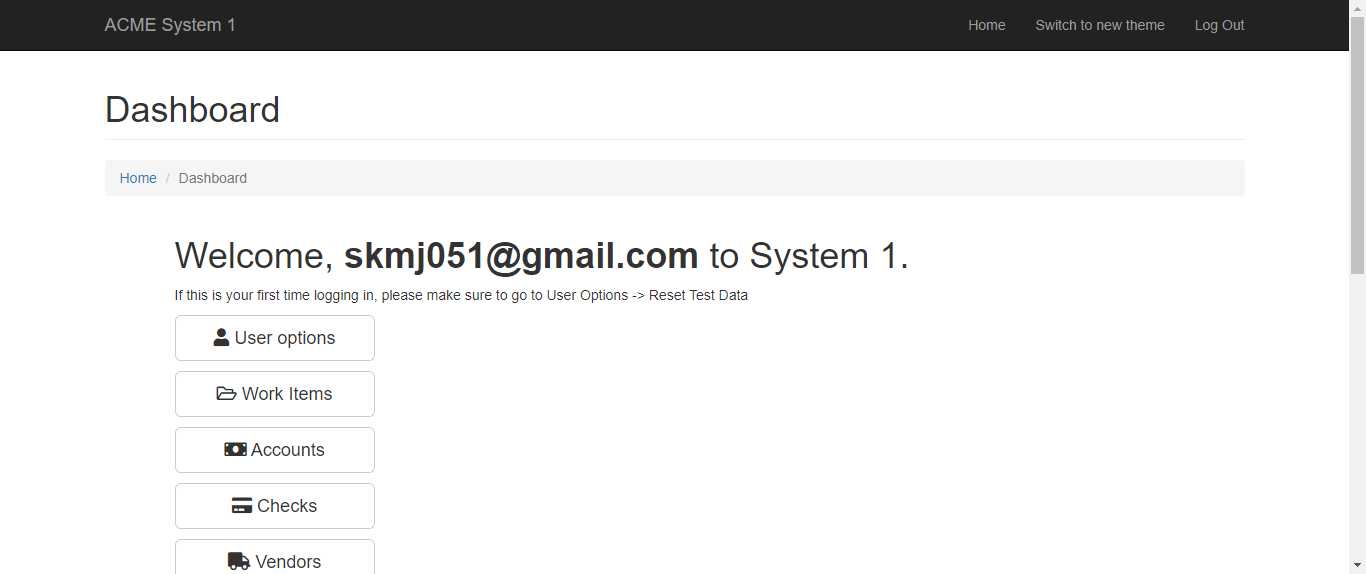 ACME System 1 Home Switch to new theme Log Out
Dashboard
Home / Dashboard
Welcome, skmj051@gmail.com to System 1.
If this is your first time logging in, please make sure to go to User Options -> Reset Test Data
User options
Work Items
Accounts
Checks
Vendors